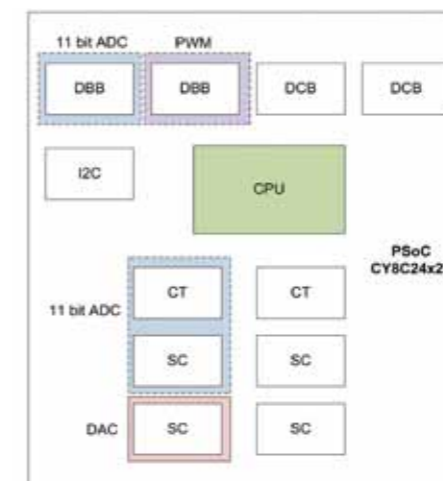 11 bit ADC PWM
DBB DBB DCB DCB
I2C
CPU
PSoC
CY8C24x2
CT CT
11 bit ADC
SC SC
DAC SC SC